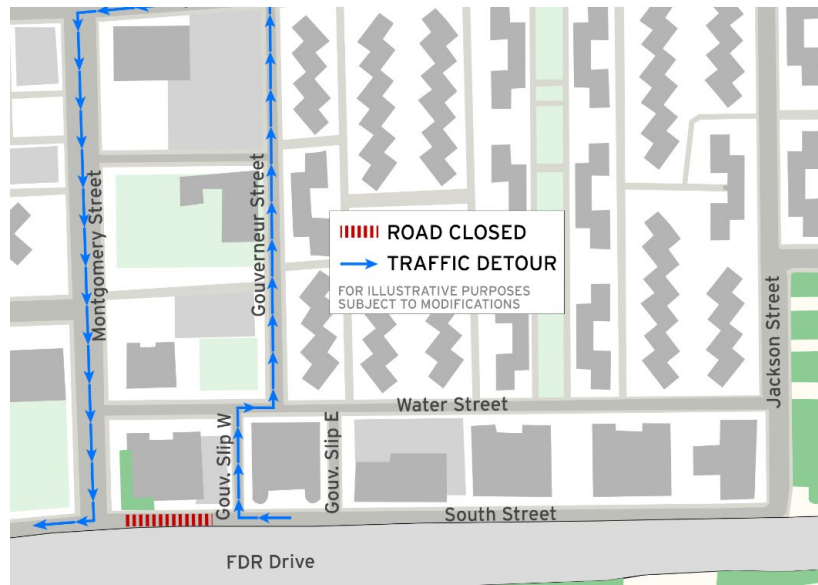 Montgomery Street
Gouverneur Street
ROAD CLOSED
TRAFFIC DETOUR
FOR ILLUSTRATIVE PURPOSES
SUBJECT TO MODIFICATIONS
Jackson Street
Water Street
Gouv. Slip W
Gouv. Slip E
South Street
FDR Drive